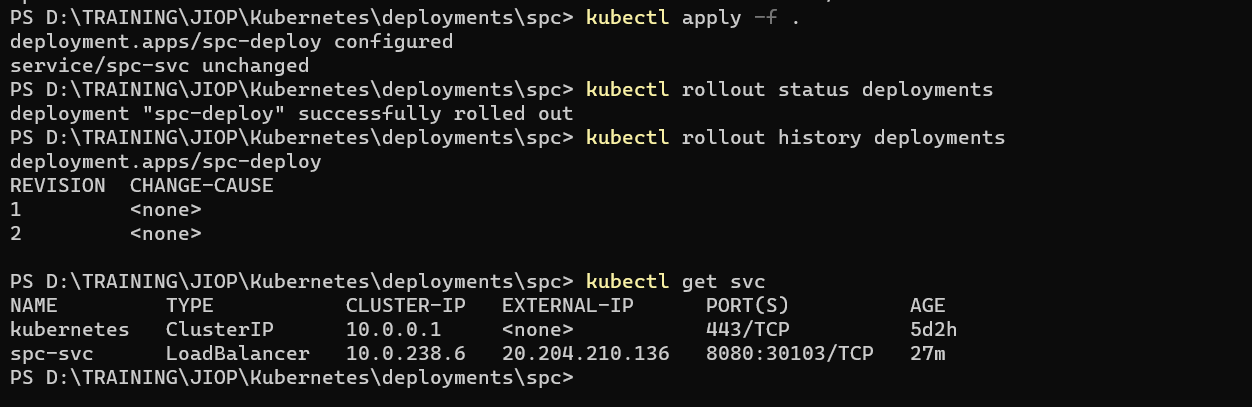 PS D:\TRAINING\JIOP\Kubernetes\deployments\spc> kubectl apply -f .
deployment.apps/spc-deploy configured
service/spc-svc unchanged
PS D:\TRAINING\JIOP\Kubernetes\deployments\spc> kubectl rollout status deployments
deployment "spc-deploy" successfully rolled out
PS D:\TRAINING\JIOP\Kubernetes\deployments\spc> kubectl rollout history deployments
deployment.apps/spc-deploy
REVISION  CHANGE-CAUSE
1         <none>
2         <none>
PS D:\TRAINING\JIOP\Kubernetes\deployments\spc> kubectl get svc
NAME         TYPE           CLUSTER-IP   EXTERNAL-IP      PORT(S)          AGE
kubernetes   ClusterIP      10.0.0.1     <none>           443/TCP          5d2h
spc-svc      LoadBalancer   10.0.238.6   20.204.210.136   8080:30103/TCP   27m
PS D:\TRAINING\JIOP\Kubernetes\deployments\spc>